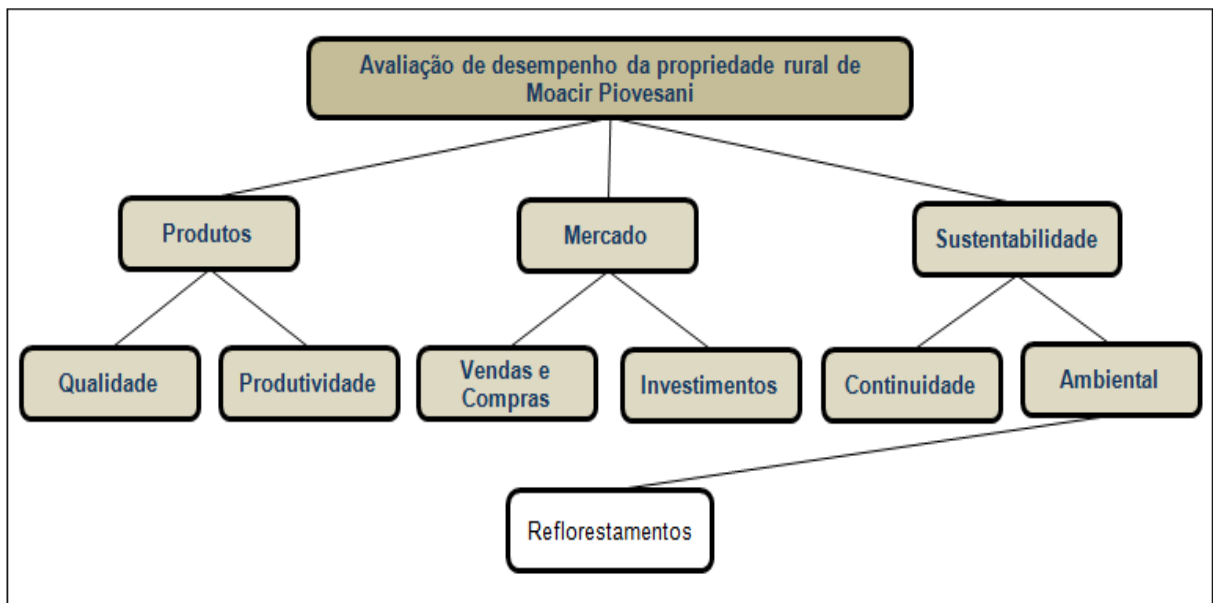 Avaliação de desempenho da propriedade rural de
Moacir Piovesani
Produtos
Mercado
Sustentabilidade
Qualidade
Produtividade
Vendas e
Compras
Investimentos
Continuidade
Ambiental
Reflorestamentos